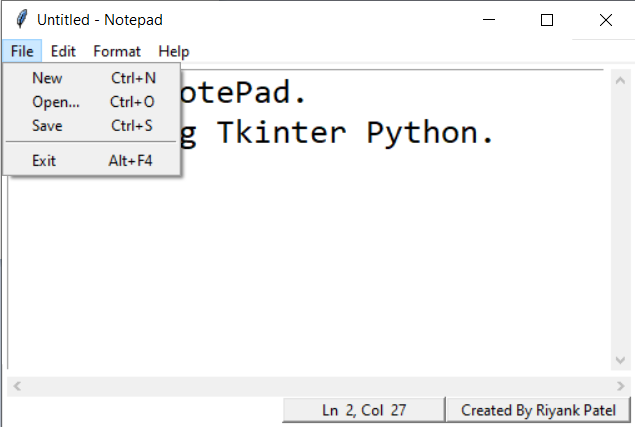 Untitled - Notepad
File Edit Format Help
New Ctrl+N
Open... Ctrl+O
Save Ctrl+S
Exit Alt+F4
otePad.
g Tkinter Python.
Ln 2, Col 27
Created By Riyank Patel